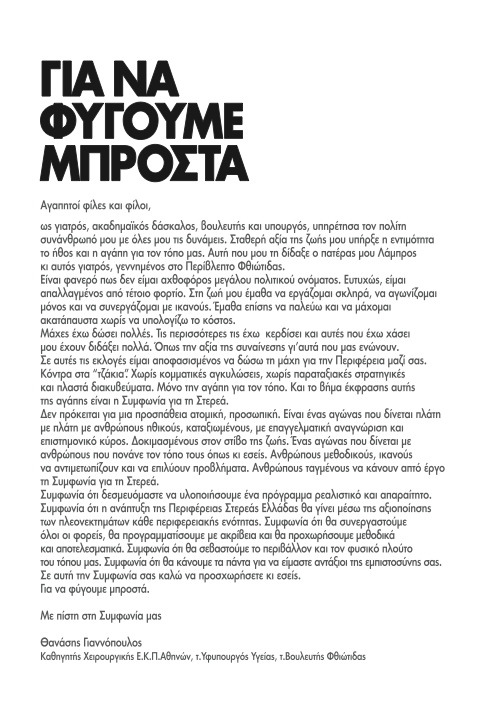 ΓΙΑ ΝΑ
ΦΥΓΟΥΜΕ
ΜΠΡΟΣΤΑ
Αγαπητοί φίλες και φίλοι,
ως γιατρός, ακαδημαϊκός δάσκαλος, βουλευτής και υπουργός, υπηρέτησα τον πολίτη
συνάνθρωπό μου με όλες μου τις δυνάμεις. Σταθερή αξία της ζωής μου υπήρξε η εντιμότητα
το ήθος και η αγάπη για τον τόπο μας. Αυτή που μου τη δίδαξε ο πατέρας μου Λάμπρος
κι αυτός γιατρός, γεννημένος στο Περίβλεπτο Φθιώτιδας.
Είναι φανερό πως δεν είμαι αχθοφόρος μεγάλου πολιτικού ονόματος. Ευτυχώς, είμαι
απαλλαγμένος από τέτοιο φορτίο. Στη ζωή μου έμαθα να εργάζομαι σκληρά, να αγωνίζομαι
μόνος και να συνεργάζομαι με ικανούς. Έμαθα επίσης να παλεύω και να μάχομαι
ακατάπαυστα χωρίς να υπολογίζω το κόστος.
Μάχες έχω δώσει πολλές. Τις περισσότερες τις έχω κερδίσει και αυτές που έχω χάσει
μου έχουν διδάξει πολλά. Όπως την αξία της συναίνεσης γι'αυτά που μας ενώνουν.
Σε αυτές τις εκλογές είμαι αποφασισμένος να δώσω τη μάχη για την Περιφέρεια μαζί σας.
Κόντρα στα "τζάκια". Χωρίς κομματικές αγκυλώσεις, χωρίς παραταξιακές στρατηγικές
και πλαστά διακυβεύματα. Μόνο την αγάπη για τον τόπο. Και το βήμα έκφρασης αυτής
της αγάπης είναι η Συμφωνία για τη Στερεά.
Δεν πρόκειται για μια προσπάθεια ατομική, προσωπική. Είναι ένας αγώνας που δίνεται πλάτη
με πλάτη με ανθρώπους ηθικούς, καταξιωμένους, με επαγγελματική αναγνώριση και
επιστημονικό κύρος. Δοκιμασμένους στον στίβο της ζωής. Ένας αγώνας που δίνεται με
ανθρώπους που πονάνε τον τόπο τους όπως κι εσείς. Ανθρώπους μεθοδικούς, ικανούς
να αντιμετωπίζουν και να επιλύουν προβλήματα. Ανθρώπους ταγμένους να κάνουν απτό έργο
τη Συμφωνία για τη Στερεά.
Συμφωνία ότι δεσμευόμαστε να υλοποιήσουμε ένα πρόγραμμα ρεαλιστικό και απαραίτητο.
Συμφωνία ότι η ανάπτυξη της Περιφέρειας Στερεάς Ελλάδας θα γίνει μέσω της αξιοποίησης
των πλεονεκτημάτων κάθε περιφερειακής ενότητας. Συμφωνία ότι θα συνεργαστούμε
όλοι οι φορείς, θα προγραμματίσουμε με ακρίβεια και θα προχωρήσουμε μεθοδικά
και αποτελεσματικά. Συμφωνία ότι θα σεβαστούμε το περιβάλλον και τον φυσικό πλούτο
του τόπου μας. Συμφωνία ότι θα κάνουμε τα πάντα για να είμαστε αντάξιοι της εμπιστοσύνης σας.
Σε αυτή την Συμφωνία σας καλώ να προσχωρήσετε κι εσείς.
Για να φύγουμε μπροστά.
Με πίστη στη Συμφωνία μας
Θανάσης Γιαννόπουλος
Καθηγητής Χειρουργικής Ε.Κ.Π.Αθηνών, τ.Υφυπουργός Υγείας, τ.Βουλευτής Φθιώτιδας